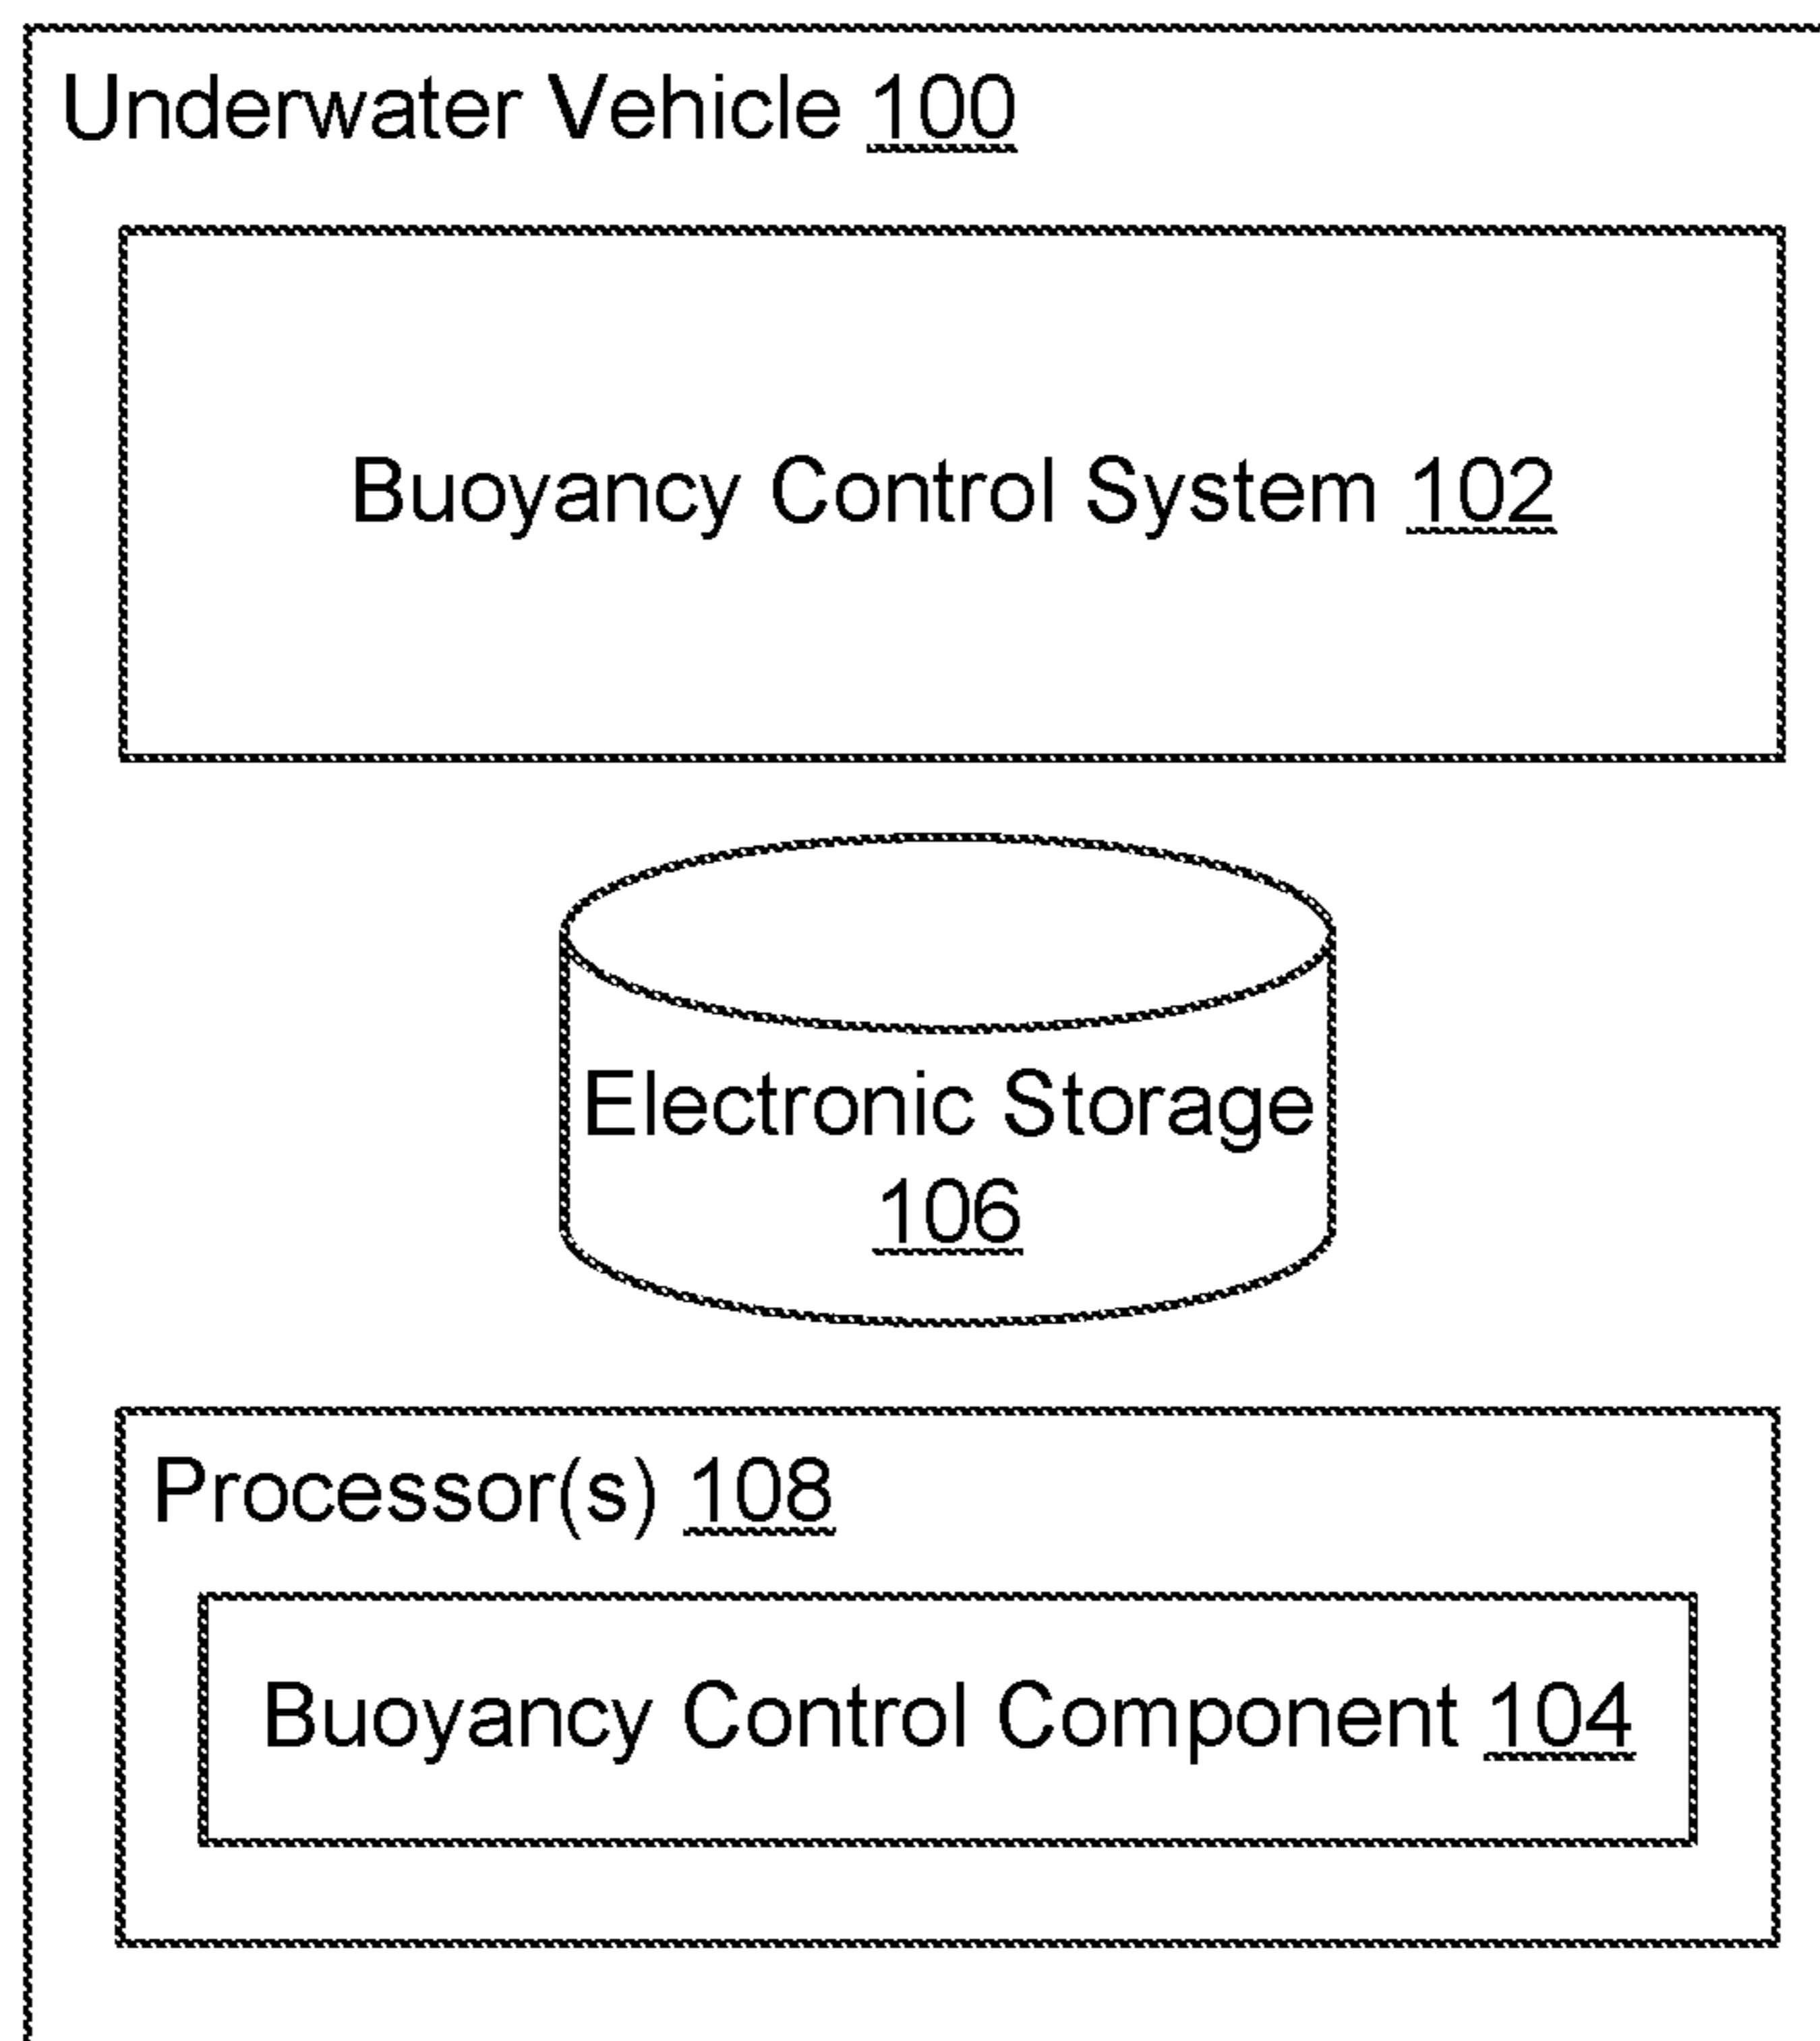 Underwater Vehicle 100
Buoyancy Control System 102
Electronic Storage
106
Processor(s) 108
Buoyancy Control Component 104